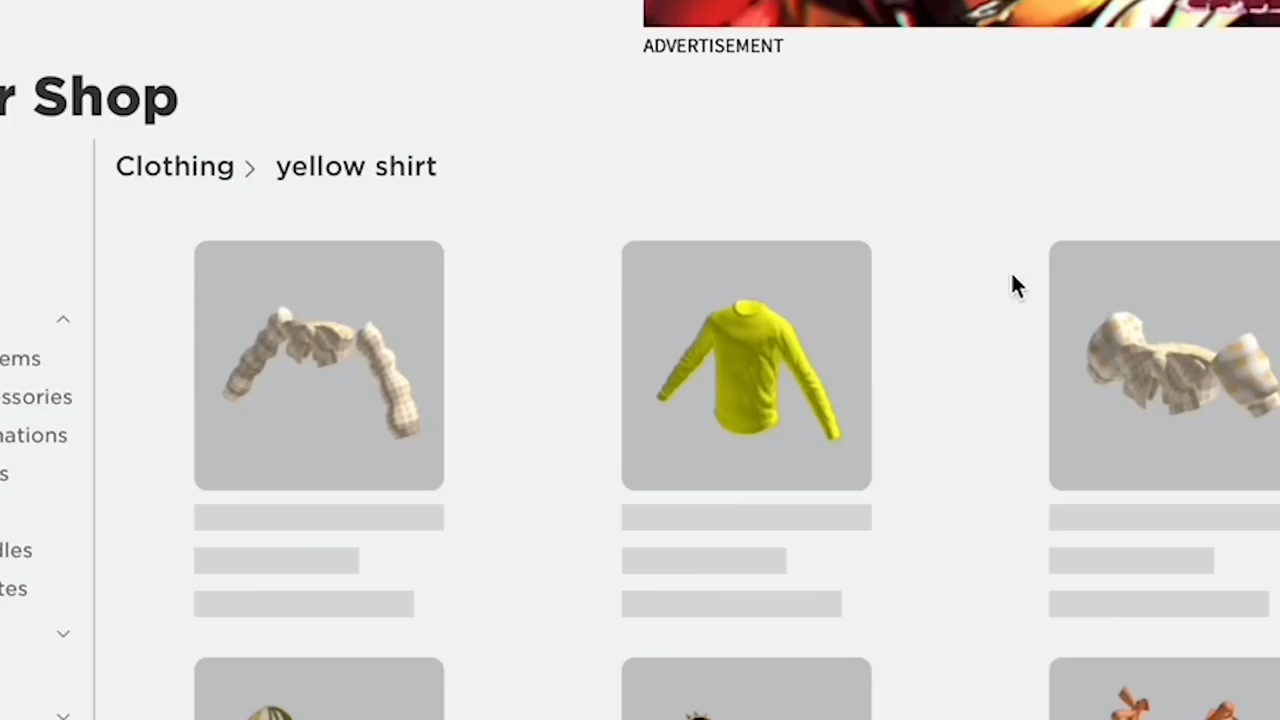 ADVERTISEMENT
r Shop
Clothing > yellow shirt
ems
ssories
nations
s
lles
tes